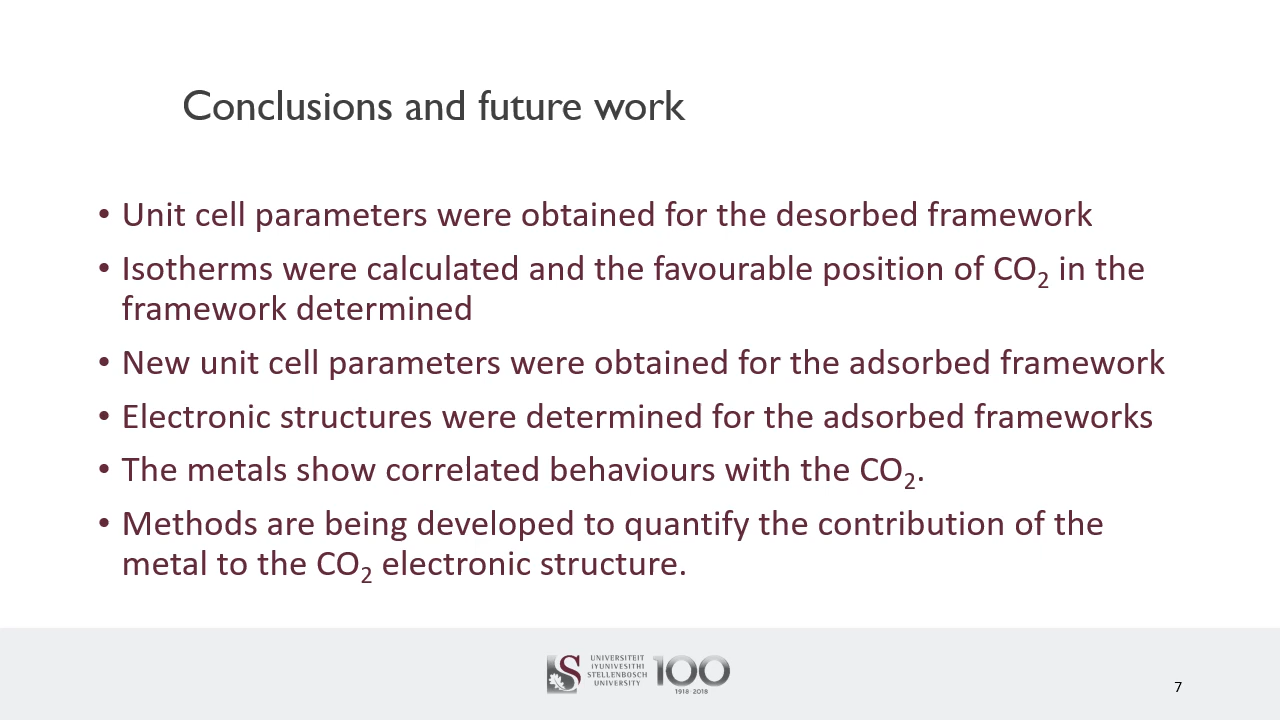 Conclusions and future work
• Unit cell parameters were obtained for the desorbed framework
• Isotherms were calculated and the favourable position of CO₂ in the
framework determined
• New unit cell parameters were obtained for the adsorbed framework
• Electronic structures were determined for the adsorbed frameworks
• The metals show correlated behaviours with the CO₂.
• Methods are being developed to quantify the contribution of the
metal to the CO₂ electronic structure.
UNIVERSITEIT
IYUNIVESITHI
STELLENBOSCH
UNIVERSITY
100
1918·2018
7